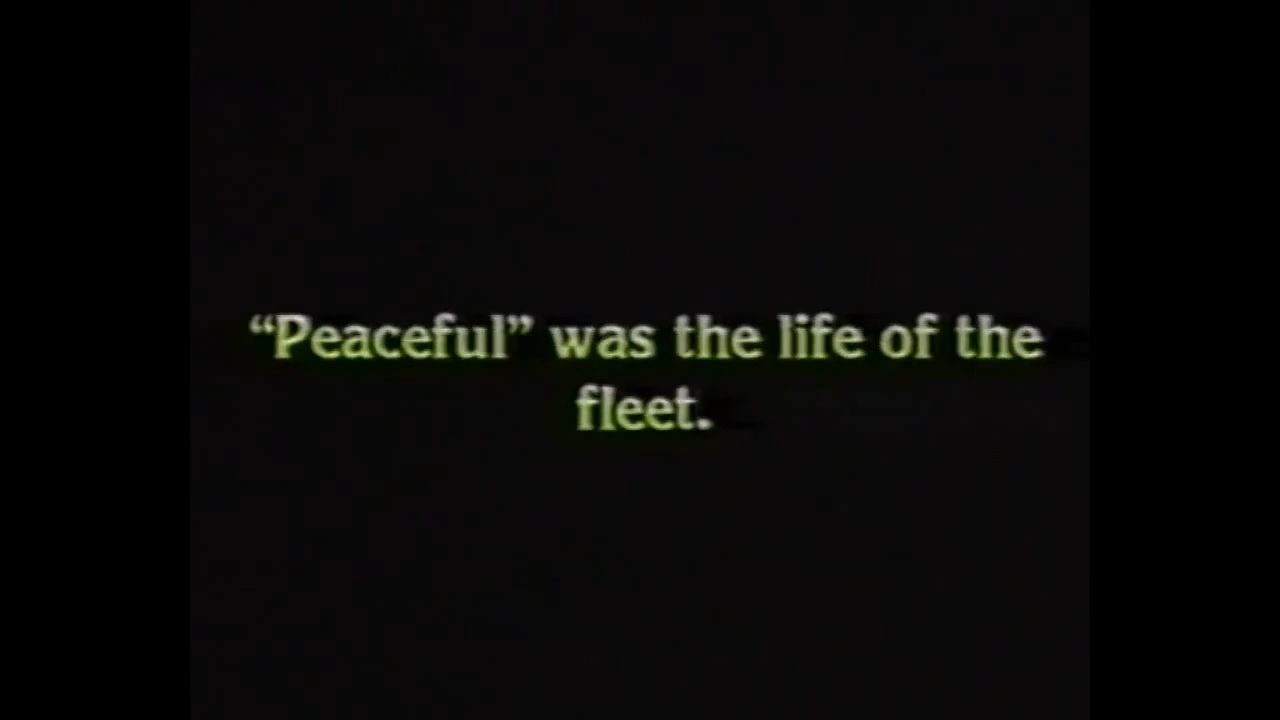 “Peaceful” was the life of the
fleet.